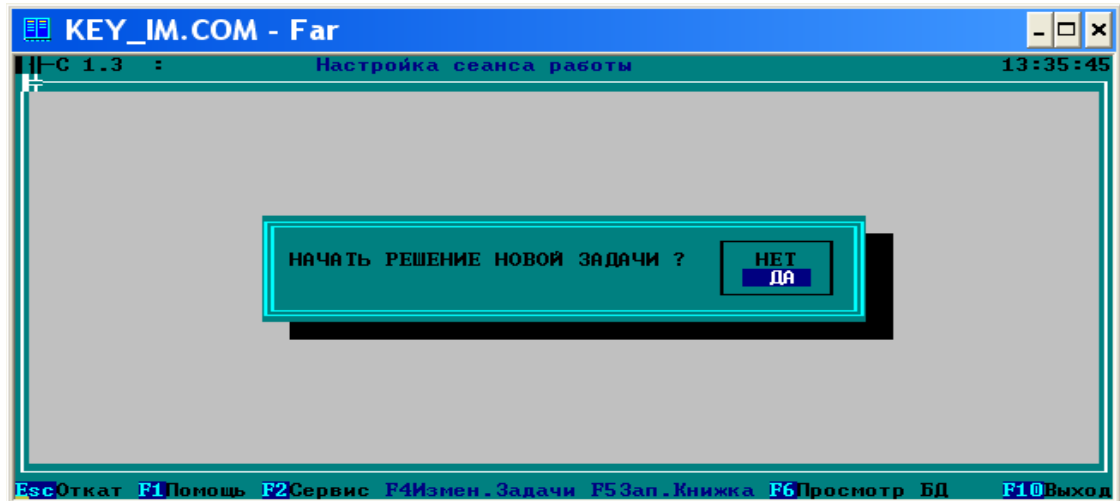 KEY_IM.COM - Far
С 1.3 : Настройка сеанса работы 13:35:45
НАЧАТЬ РЕШЕНИЕ НОВОЙ ЗАДАЧИ ? НЕТ
ДА
EscОткат F1Помощь F2Сервис F4Измен.Задачи F5Зап.Книжка F6Просмотр БД F10Выход